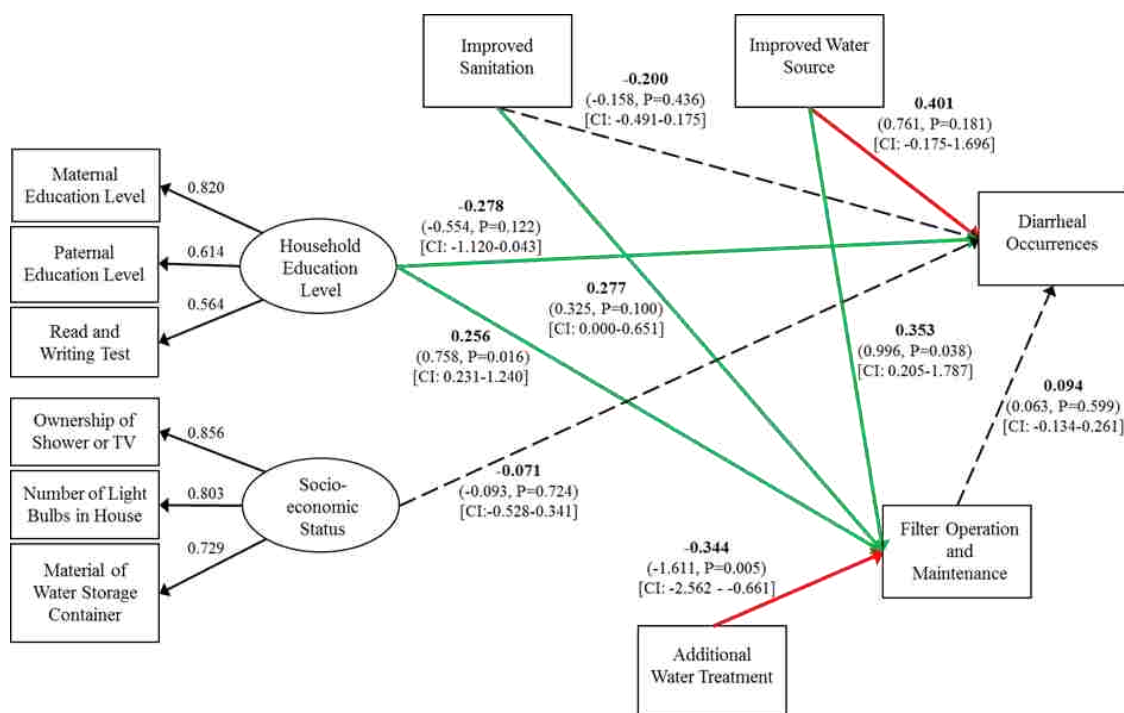 Improved
Sanitation
Improved Water
Source
-0.200
(-0.158, P=0.436)
[CI: -0.491-0.175]
0.401
(0.761, P=0.181)
[CI: -0.175-1.696]
Maternal
Education Level
0.820
Paternal
Education Level
0.614
Read and
Writing Test
0.564
Household
Education
Level
-0.278
(-0.554, P=0.122)
[CI: -1.120-0.043]
Diarrheal
Occurrences
0.277
(0.325, P=0.100)
[CI: 0.000-0.651]
0.256
(0.758, P=0.016)
[CI: 0.231-1.240]
0.353
(0.996, P=0.038)
[CI: 0.205-1.787]
0.094
(0.063, P=0.599)
[CI: -0.134-0.261]
Ownership of
Shower or TV
0.856
Number of Light
Bulbs in House
0.803
Material of
Water Storage
Container
0.729
Socio-
economic
Status
-0.071
(-0.093, P=0.724)
[CI:-0.528-0.341]
Filter Operation
and
Maintenance
-0.344
(-1.611, P=0.005)
[CI: -2.562 - -0.661]
Additional
Water Treatment